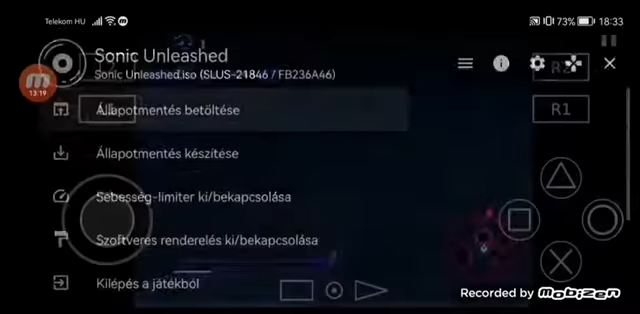 Telekom HU
73%
18:33
Sonic Unleashed
Sonic Unleashed.iso (SLUS-21846 / FB236A46)
13:19
R2
Állapotmentés betöltése
R1
Állapotmentés készítése
Sebesség-limiter ki/bekapcsolása
Szoftveres renderelés ki/bekapcsolása
Kilépés a játékból
Recorded by mobizen